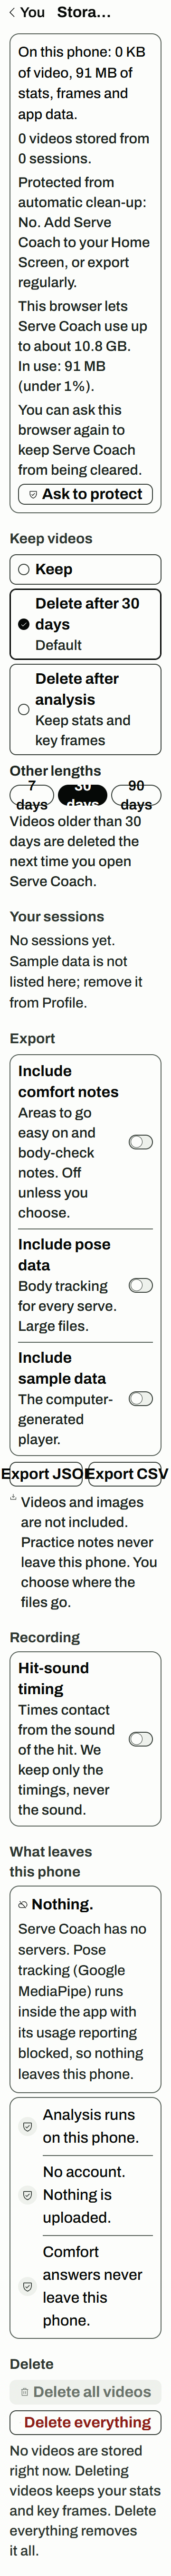 You Stora...
On this phone: 0 KB
of video, 91 MB of
stats, frames and
app data.
0 videos stored from
0 sessions.
Protected from
automatic clean-up:
No. Add Serve
Coach to your Home
Screen, or export
regularly.
This browser lets
Serve Coach use up
to about 10.8 GB.
In use: 91 MB
(under 1%).
You can ask this
browser again to
keep Serve Coach
from being cleared.
Ask to protect
Keep videos
Keep
Delete after 30
days
Default
Delete after
analysis
Keep stats and
key frames
Other lengths
7 days
30 days
90 days
Videos older than 30
days are deleted the
next time you open
Serve Coach.
Your sessions
No sessions yet.
Sample data is not
listed here; remove it
from Profile.
Export
Include
comfort notes
Areas to go
easy on and
body-check
notes. Off
unless you
choose.
Include pose
data
Body tracking
for every serve.
Large files.
Include
sample data
The computer-
generated
player.
Export JSO
Export CSV
Videos and images
are not included.
Practice notes never
leave this phone. You
choose where the
files go.
Recording
Hit-sound
timing
Times contact
from the sound
of the hit. We
keep only the
timings, never
the sound.
What leaves
this phone
Nothing.
Serve Coach has no
servers. Pose
tracking (Google
MediaPipe) runs
inside the app with
its usage reporting
blocked, so nothing
leaves this phone.
Analysis runs
on this phone.
No account.
Nothing is
uploaded.
Comfort
answers never
leave this
phone.
Delete
Delete all videos
Delete everything
No videos are stored
right now. Deleting
videos keeps your stats
and key frames. Delete
everything removes
it all.